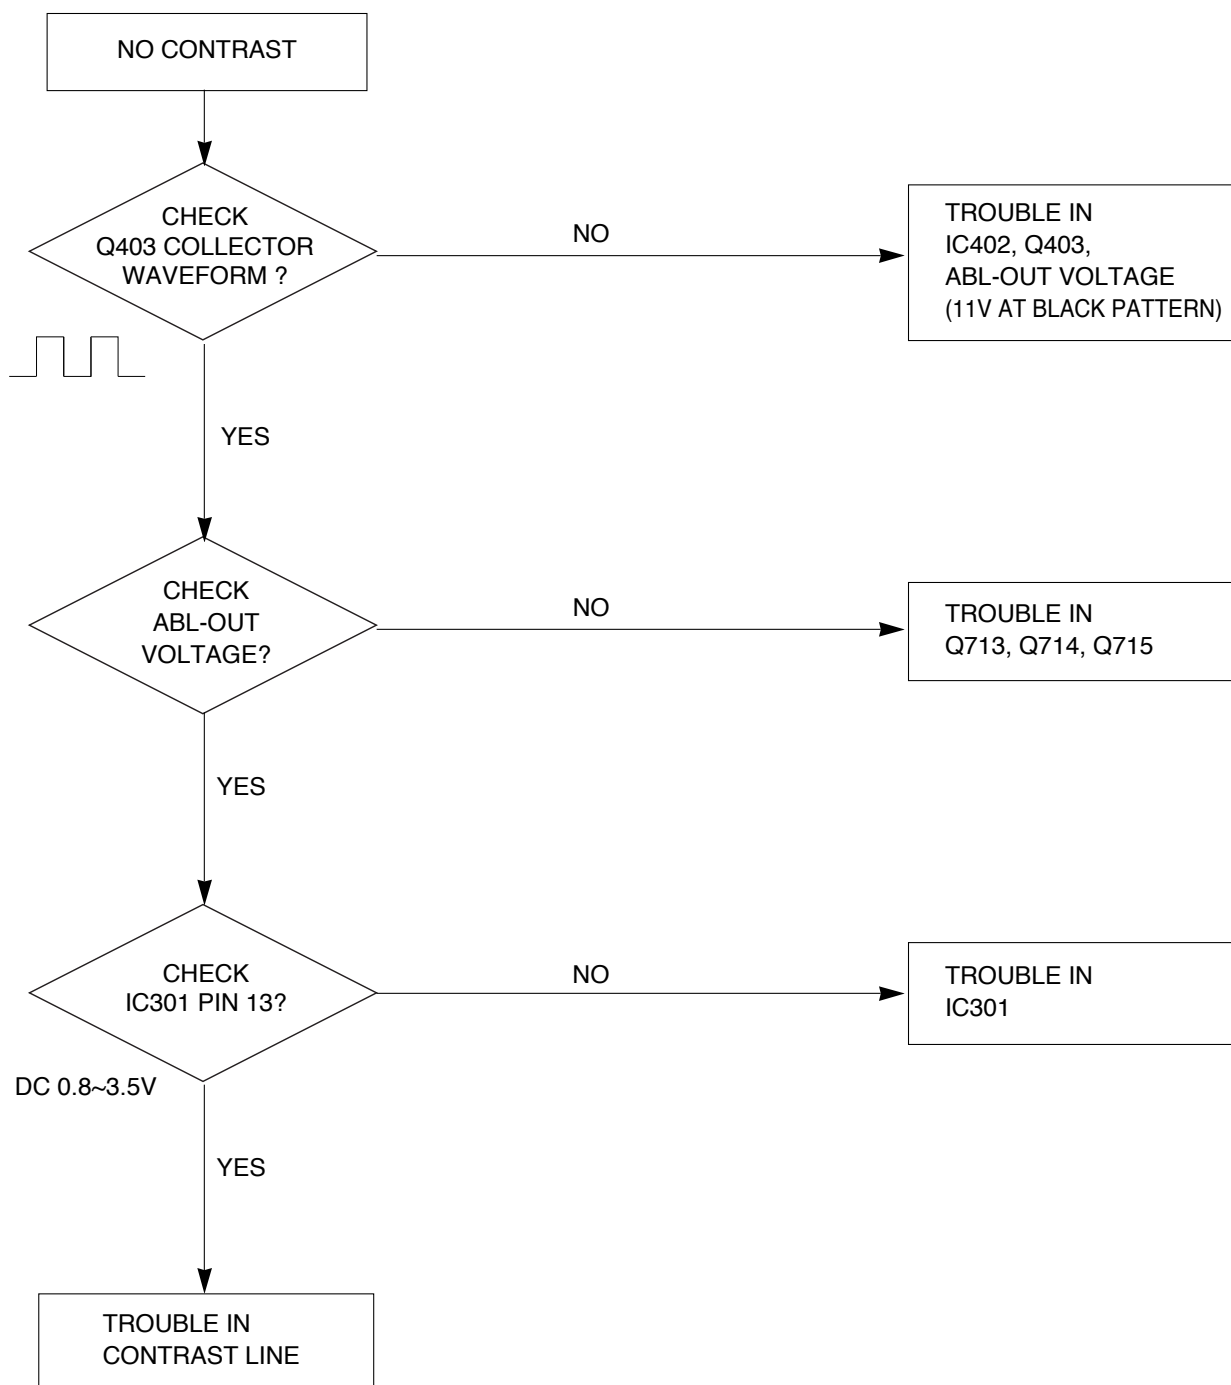 NO CONTRAST
CHECK
Q403 COLLECTOR
WAVEFORM ?
NO
TROUBLE IN
IC402, Q403,
ABL-OUT VOLTAGE
(11V AT BLACK PATTERN)
YES
CHECK
ABL-OUT
VOLTAGE?
NO
TROUBLE IN
Q713, Q714, Q715
YES
CHECK
IC301 PIN 13?
NO
TROUBLE IN
IC301
DC 0.8~3.5V
YES
TROUBLE IN
CONTRAST LINE